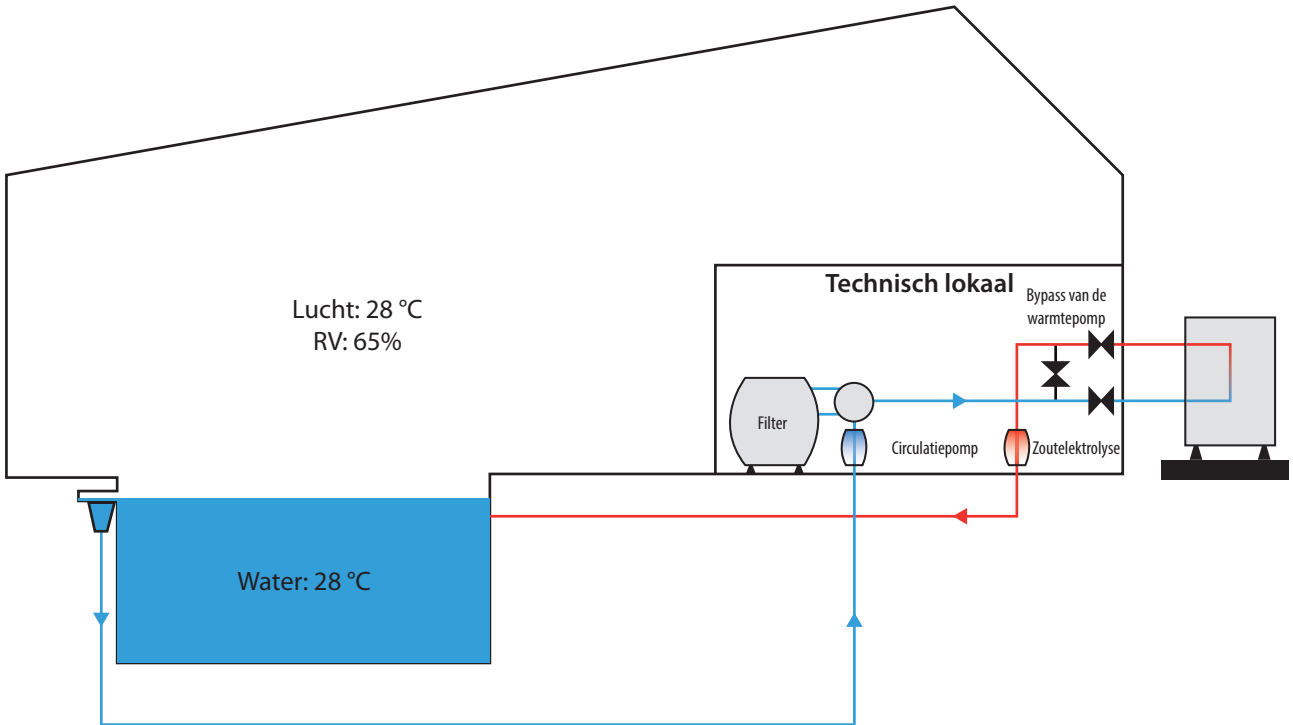 Technisch lokaal
Bypass van de
warmtepomp
Lucht: 28 °C
RV: 65%
Filter
Circulatiepomp
Zoutelektrolyse
Water: 28 °C